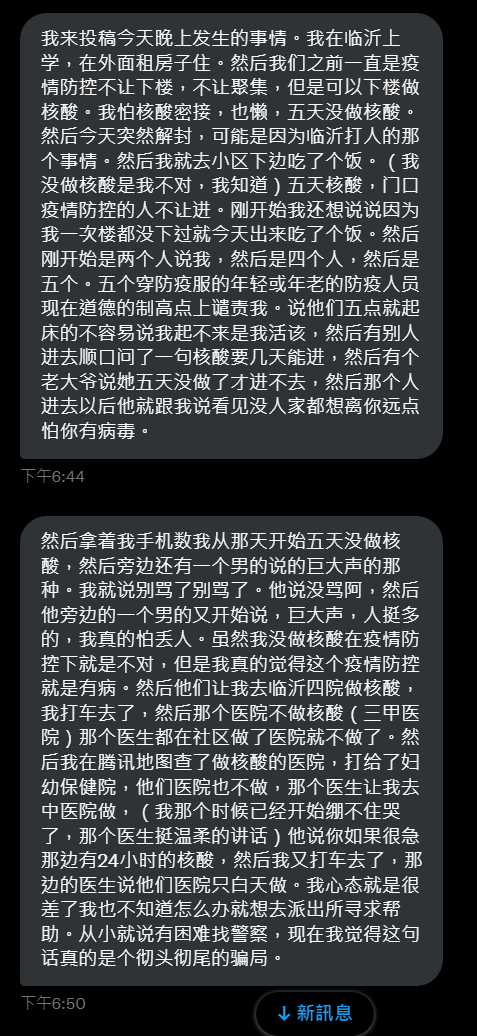 我来投稿今天晚上发生的事情。我在临沂上
学，在外面租房子住。然后我们之前一直是疫
情防控不让下楼，不让聚集，但是可以下楼做
核酸。我怕核酸密接，也懒，五天没做核酸。
然后今天突然解封，可能是因为临沂打人的那
个事情。然后我就去小区下边吃了个饭。（我
没做核酸是我不对，我知道）五天核酸，门口
疫情防控的人不让进。刚开始我还想说说因为
我一次楼都没下过就今天出来吃了个饭。然后
刚开始是两个人说我，然后是四个人，然后是
五个。五个穿防疫服的年轻或年老的防疫人员
现在道德的制高点上谴责我。说他们五点就起
床的不容易说我起不来是我活该，然后有别人
进去顺口问了一句核酸要几天能进，然后有个
老大爷说她五天没做了才进不去，然后那个人
进去以后他就跟我说看见没人家都想离你远点
怕你有病毒。
下午6:44
然后拿着我手机数我从那天开始五天没做核
酸，然后旁边还有一个男的说的巨大声的那
种。我就说别骂了别骂了。他说没骂阿，然后
他旁边的一个男的又开始说，巨大声，人挺多
的，我真的怕丢人。虽然我没做核酸在疫情防
控下就是不对，但是我真的觉得这个疫情防控
就是有病。然后他们让我去临沂四院做核酸，
我打车去了，然后那个医院不做核酸（三甲医
院）那个医生都在社区做了医院就不做了。然
后我在腾讯地图查了做核酸的医院，打给了妇
幼保健院，他们医院也不做，那个医生让我去
中医院做，（我那个时候已经开始绷不住哭
了，那个医生挺温柔的讲话）他说你如果很急
那边有24小时的核酸，然后我又打车去了，那
边的医生说他们医院只白天做。我心态就是很
差了我也不知道怎么办就想去派出所寻求帮
助。从小就说有困难找警察，现在我觉得这句
话真的是个彻头彻尾的骗局。
下午6:50
↓ 新訊息